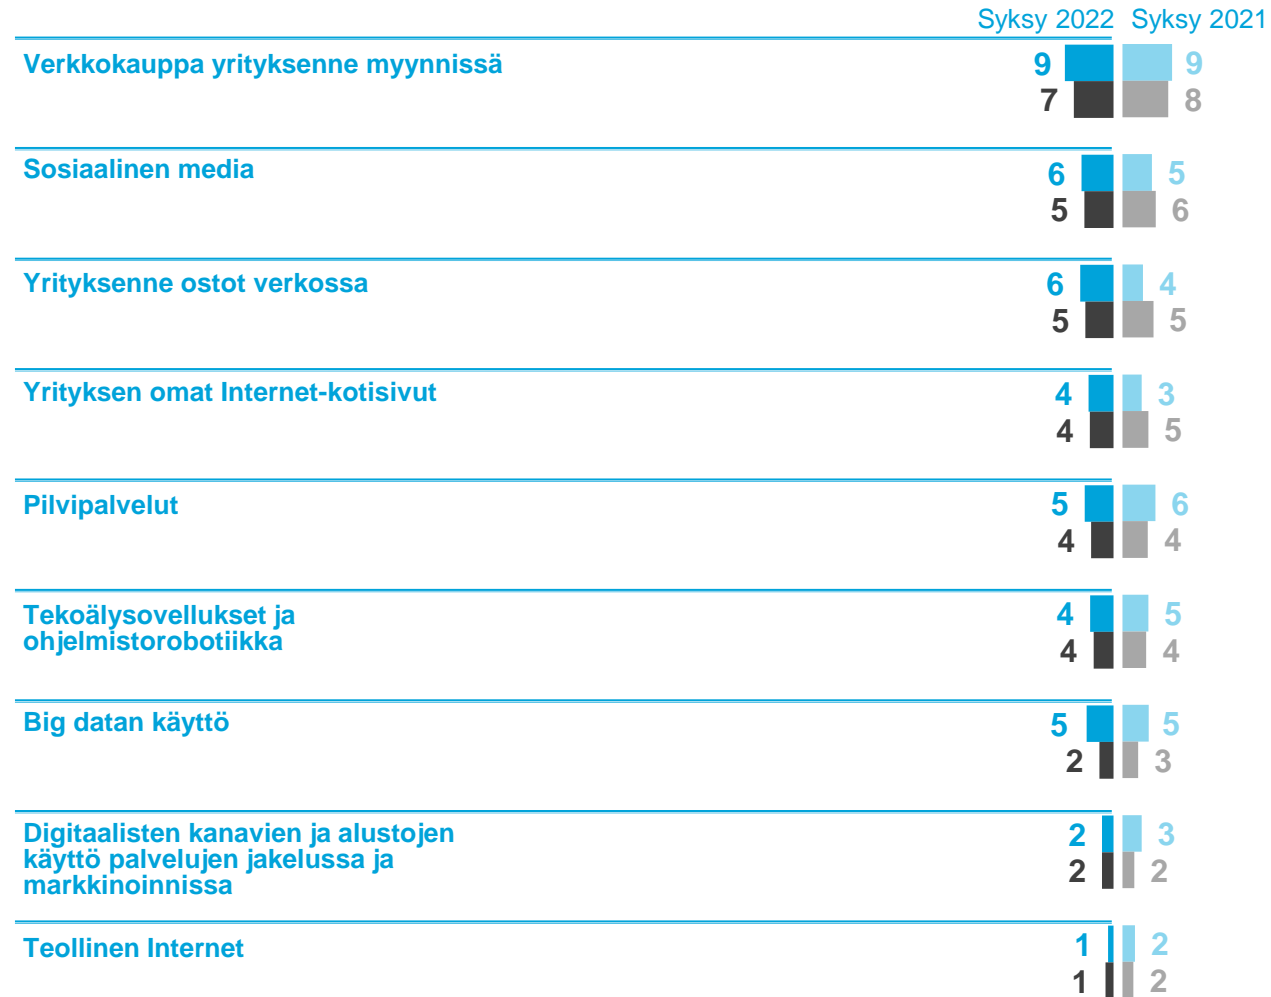 Syksy 2022 Syksy 2021
Verkkokauppa yrityksenne myynnissä 9 9
7 8
Sosiaalinen media 6 5
5 6
Yrityksenne ostot verkossa 6 4
5 5
Yrityksen omat Internet-kotisivut 4 3
4 5
Pilvipalvelut 5 6
4 4
Tekoälysovellukset ja 4 5
ohjelmistorobotiikka 4 4
Big datan käyttö 5 5
2 3
Digitaalisten kanavien ja alustojen 2 3
käyttö palvelujen jakelussa ja 2 2
markkinoinnissa
Teollinen Internet 1 2
1 2